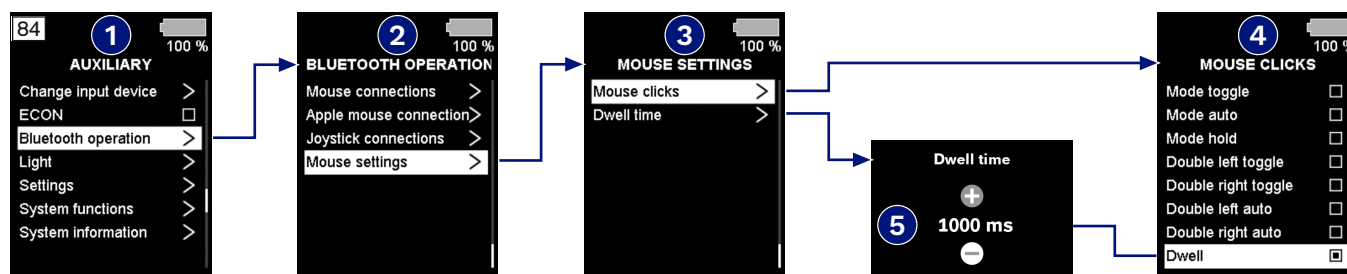 84
1
100 %
AUXILIARY
Change input device >
ECON
Bluetooth operation >
Light >
Settings >
System functions >
System information >
2
100 %
BLUETOOTH OPERATION
Mouse connections >
Apple mouse connection>
Joystick connections >
Mouse settings >
3
100 %
MOUSE SETTINGS
Mouse clicks >
Dwell time >
4
100 %
MOUSE CLICKS
Mode toggle
Mode auto
Mode hold
Double left toggle
Double right toggle
Double left auto
Double right auto
Dwell
Dwell time
+
5
1000 ms
−